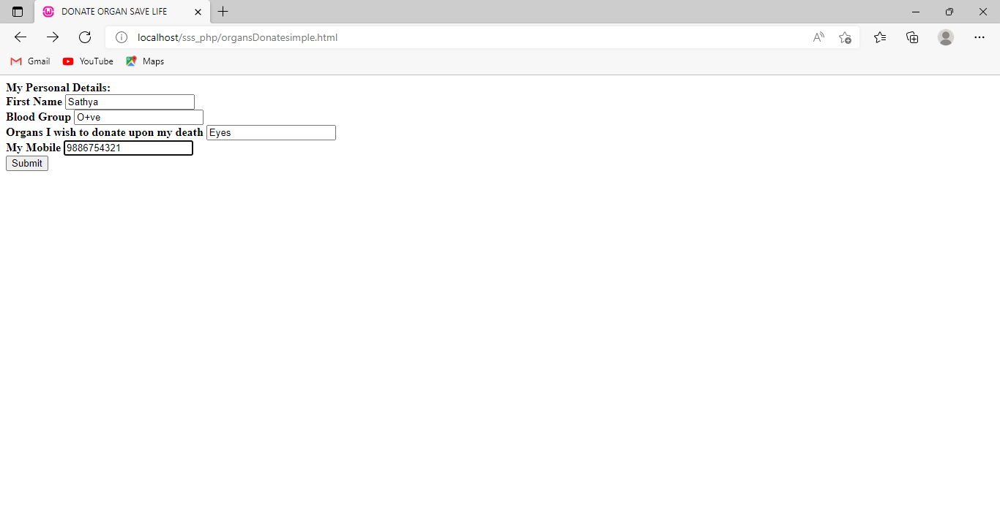 DONATE ORGAN SAVE LIFE
localhost/sss_php/organsDonatesimple.html
Gmail YouTube Maps
My Personal Details:
First Name Sathya
Blood Group O+ve
Organs I wish to donate upon my death Eyes
My Mobile 9886754321
Submit